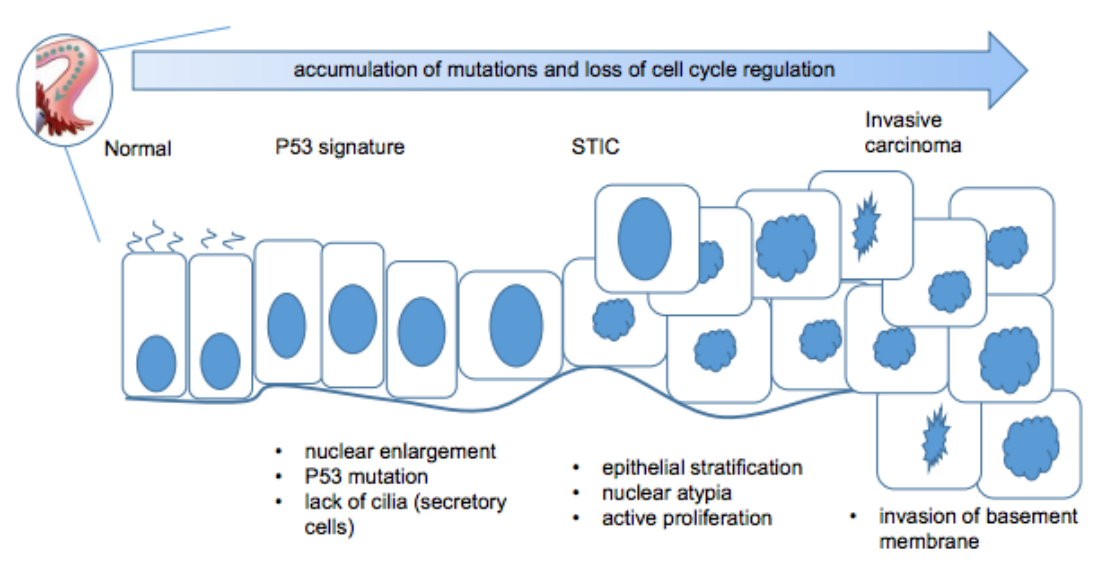 accumulation of mutations and loss of cell cycle regulation
Normal
P53 signature
STIC
Invasive
carcinoma
• nuclear enlargement
• P53 mutation
• lack of cilia (secretory
cells)
• epithelial stratification
• nuclear atypia
• active proliferation
• invasion of basement
membrane